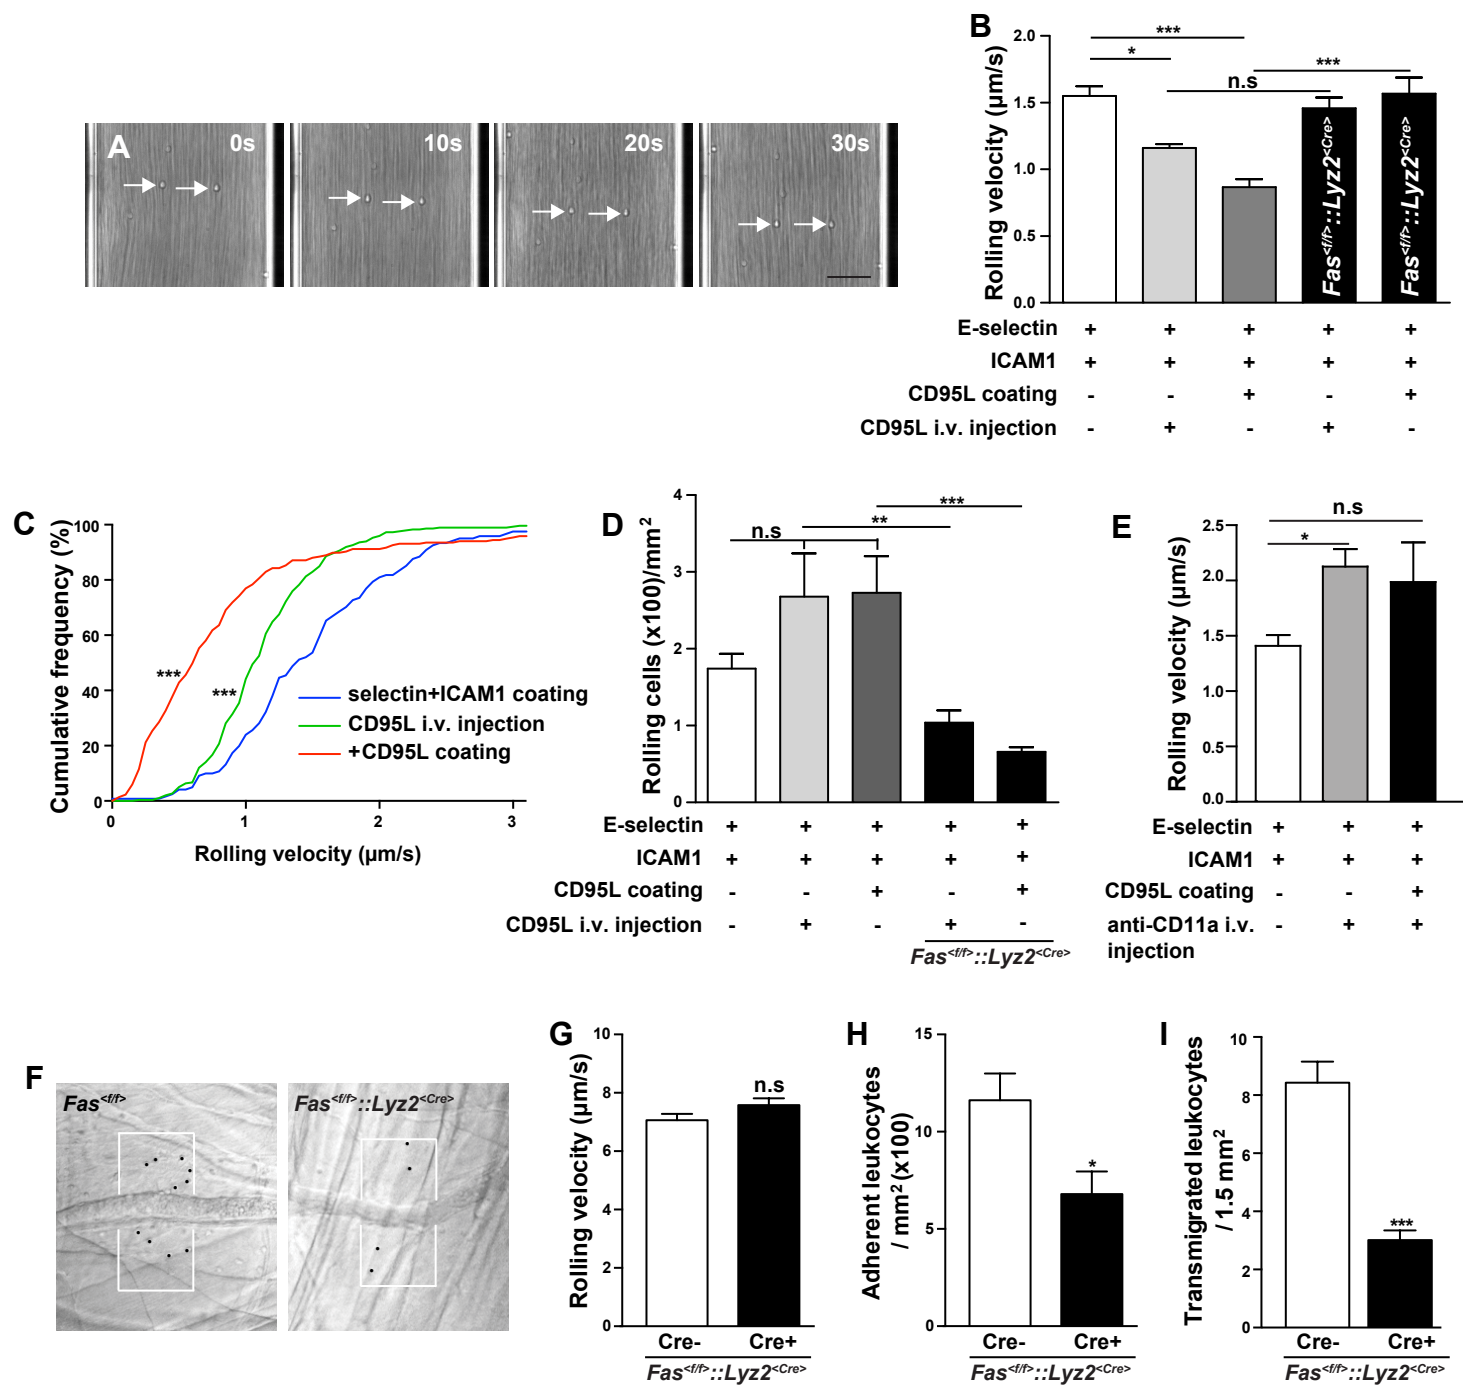 A
0s
10s
20s
30s
B
Rolling velocity (µm/s)
2.0
1.5
1.0
0.5
0.0
***
*
n.s
***
Fas<f/f>::Lyz2<Cre>
Fas<f/f>::Lyz2<Cre>
E-selectin + + + + +
ICAM1 + + + + +
CD95L coating - - + - +
CD95L i.v. injection - + - + -
C
Cumulative frequency (%)
100
80
60
40
20
0
0 1 2 3
Rolling velocity (µm/s)
***
***
selectin+ICAM1 coating
CD95L i.v. injection
+CD95L coating
D
Rolling cells (x100)/mm2
4
3
2
1
0
n.s
**
***
E-selectin + + + + +
ICAM1 + + + + +
CD95L coating - - + - +
CD95L i.v. injection - + - + -
Fas<f/f>::Lyz2<Cre>
E
Rolling velocity (µm/s)
2.5
2.0
1.5
1.0
0.5
0.0
n.s
*
E-selectin + + +
ICAM1 + + +
CD95L coating - - +
anti-CD11a i.v. - + +
injection
F
Fas<f/f>
Fas<f/f>::Lyz2<Cre>
G
Rolling velocity (µm/s)
10
8
6
4
2
0
n.s
Cre- Cre+
Fas<f/f>::Lyz2<Cre>
H
Adherent leukocytes
/ mm2 (x100)
15
10
5
0
*
Cre- Cre+
Fas<f/f>::Lyz2<Cre>
I
Transmigrated leukocytes
/ 1.5 mm2
10
8
6
4
2
0
***
Cre- Cre+
Fas<f/f>::Lyz2<Cre>